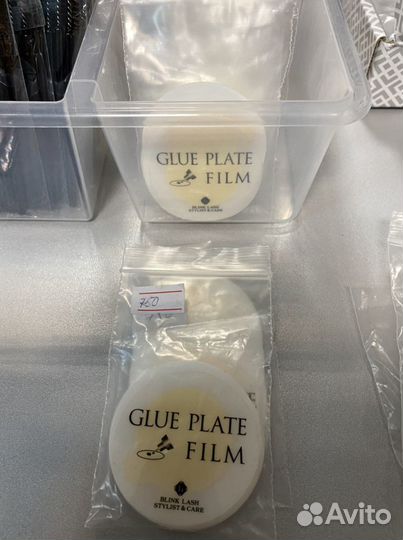 GLUE PLATE
FILM
BLINK LASH
STYLIST & CARE
760
GLUE PLATE
FILM
BLINK LASH
STYLIST & CARE
Avito